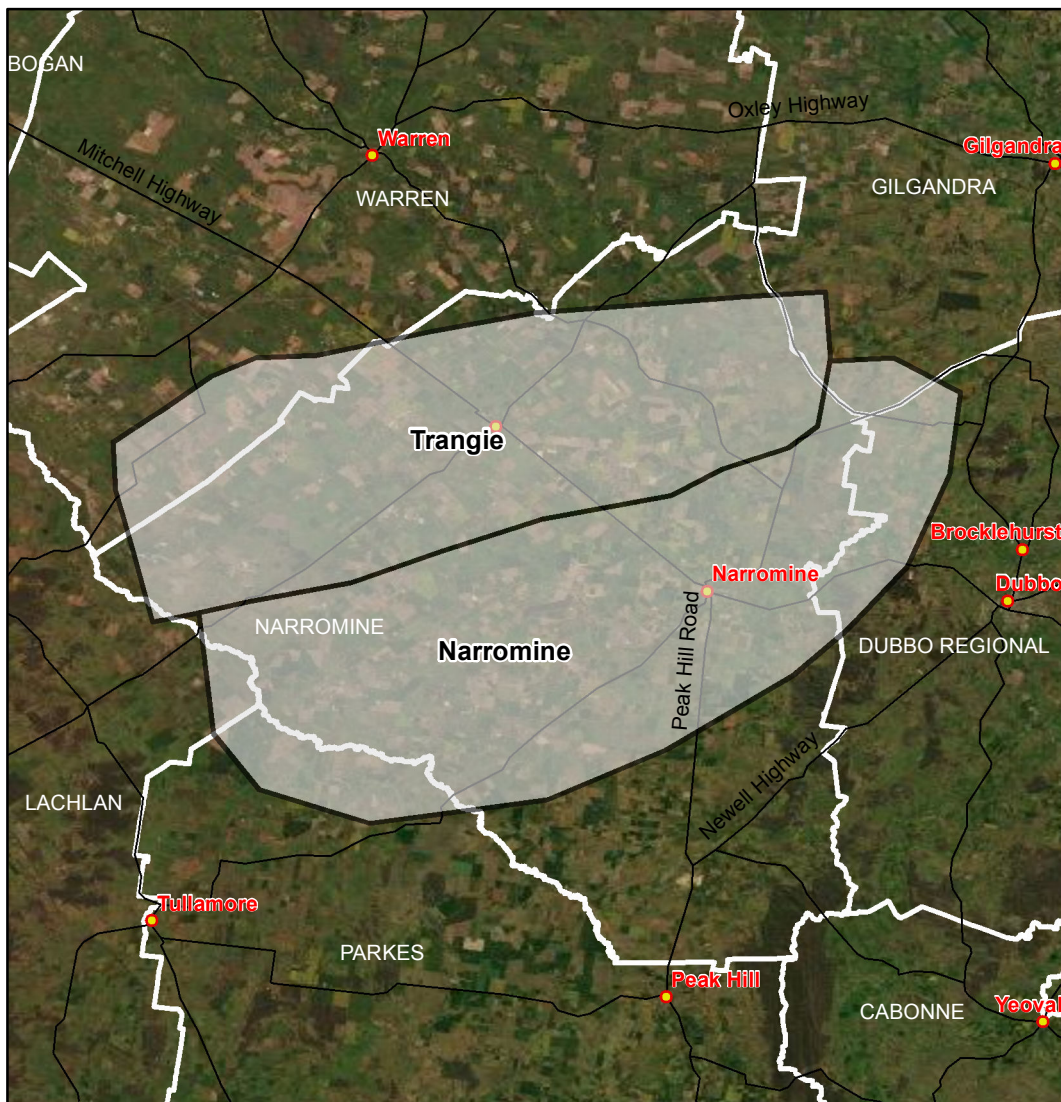 BOGAN
Oxley Highway
Warren
Gilgandra
Mitchell Highway
GILGANDRA
WARREN
Trangie
Brocklehurst
Narromine
Dubbo
NARROMINE
Narromine
DUBBO REGIONAL
Peak Hill Road
Newell Highway
LACHLAN
Tullamore
PARKES
Peak Hill
CABONNE
Yeoval